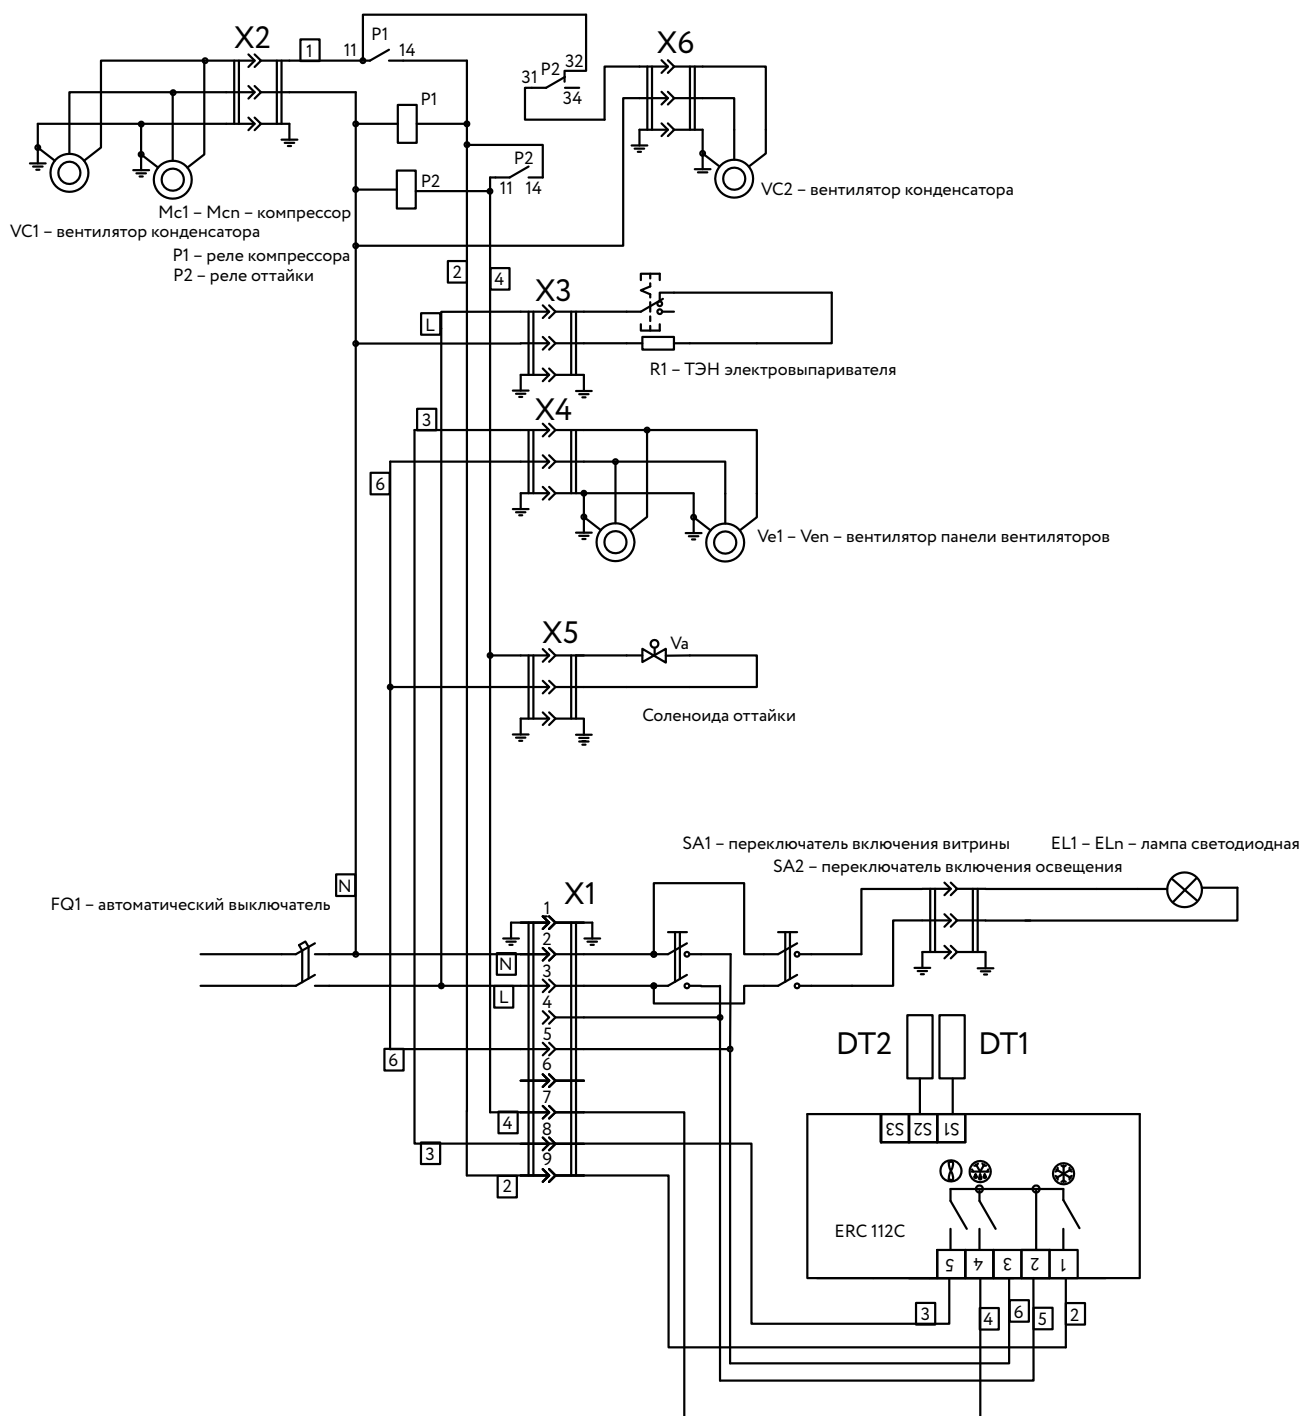 X2
1
11
P1
14
32
P2
31
34
X6
P1
P2
P2
11
14
VC2 – вентилятор конденсатора
Mc1 – Mcn – компрессор
VC1 – вентилятор конденсатора
P1 – реле компрессора
P2 – реле оттайки
2
4
X3
L
R1 – ТЭН электровыпаривателя
3
X4
6
Ve1 – Ven – вентилятор панели вентиляторов
X5
Va
Соленоида оттайки
SA1 – переключатель включения витрины
EL1 – ELn – лампа светодиодная
SA2 – переключатель включения освещения
N
X1
FQ1 – автоматический выключатель
1
2
N
3
L
4
5
6
6
7
4
8
3
9
2
DT2
DT1
S3
S2
S1
ERC 112C
5
4
3
2
1
3
4
6
5
2